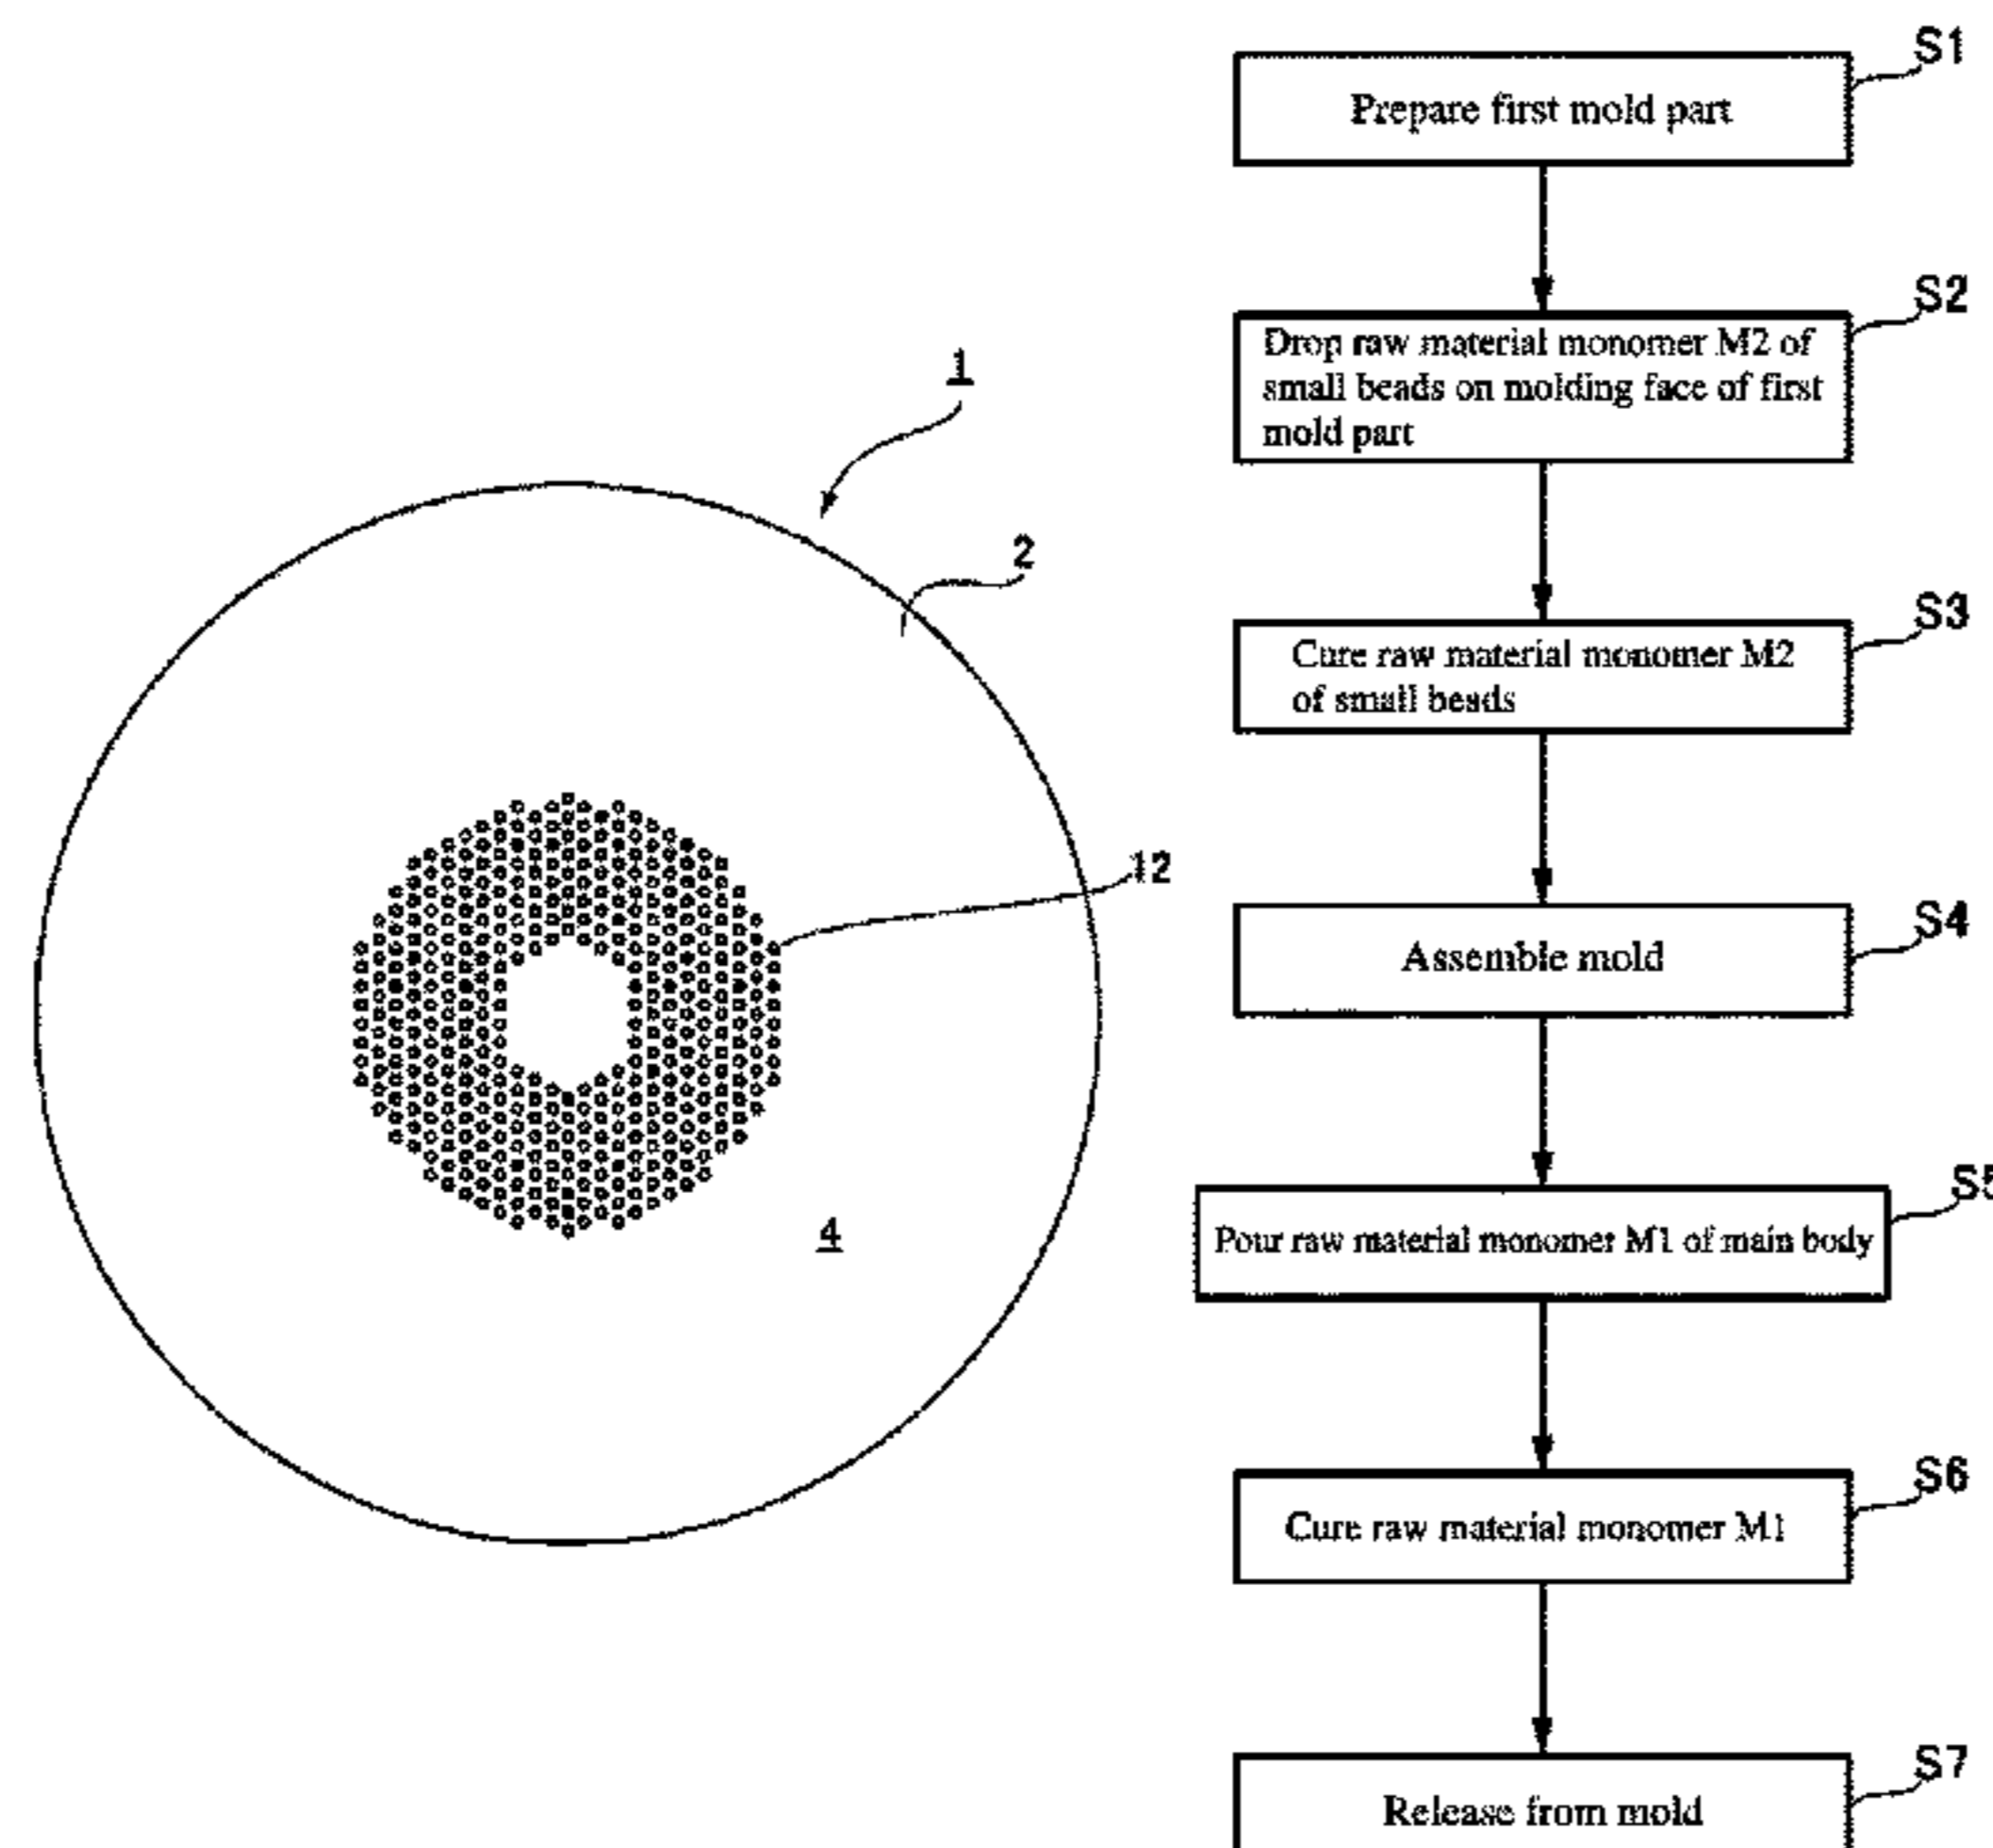 1
2
12
4
S1
Prepare first mold part
S2
Drop raw material monomer M2 of
small beads on molding face of first
mold part
S3
Cure raw material monomer M2
of small beads
S4
Assemble mold
S5
Pour raw material monomer M1 of main body
S6
Cure raw material monomer M1
S7
Release from mold